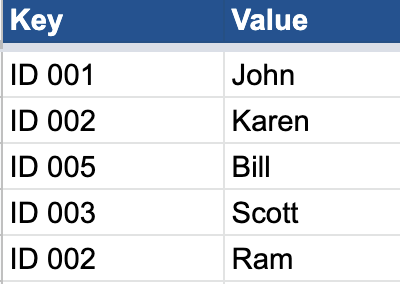 Key Value
ID 001 John
ID 002 Karen
ID 005 Bill
ID 003 Scott
ID 002 Ram